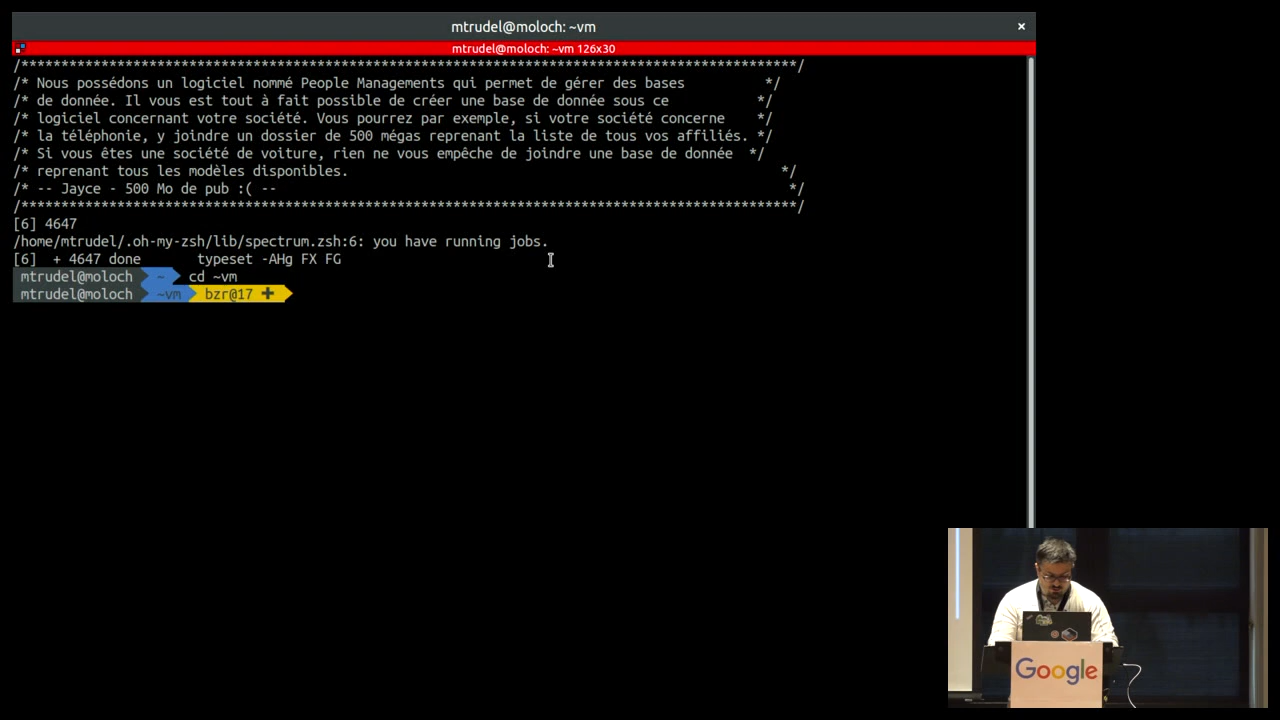 mtrudel@moloch: ~vm
×
mtrudel@moloch: ~vm 126x30
/***********************************************************************************************/
/* Nous possédons un logiciel nommé People Managements qui permet de gérer des bases */
/* de donnée. Il vous est tout à fait possible de créer une base de donnée sous ce */
/* logiciel concernant votre société. Vous pourrez par exemple, si votre société concerne */
/* la téléphonie, y joindre un dossier de 500 mégas reprenant la liste de tous vos affiliés. */
/* Si vous êtes une société de voiture, rien ne vous empêche de joindre une base de donnée */
/* reprenant tous les modèles disponibles. */
/* -- Jayce - 500 Mo de pub :( -- */
/***********************************************************************************************/
[6] 4647
/home/mtrudel/.oh-my-zsh/lib/spectrum.zsh:6: you have running jobs.
[6] + 4647 done typeset -AHg FX FG
mtrudel@moloch ~ cd ~vm
mtrudel@moloch ~vm bzr@17 ✚
Google